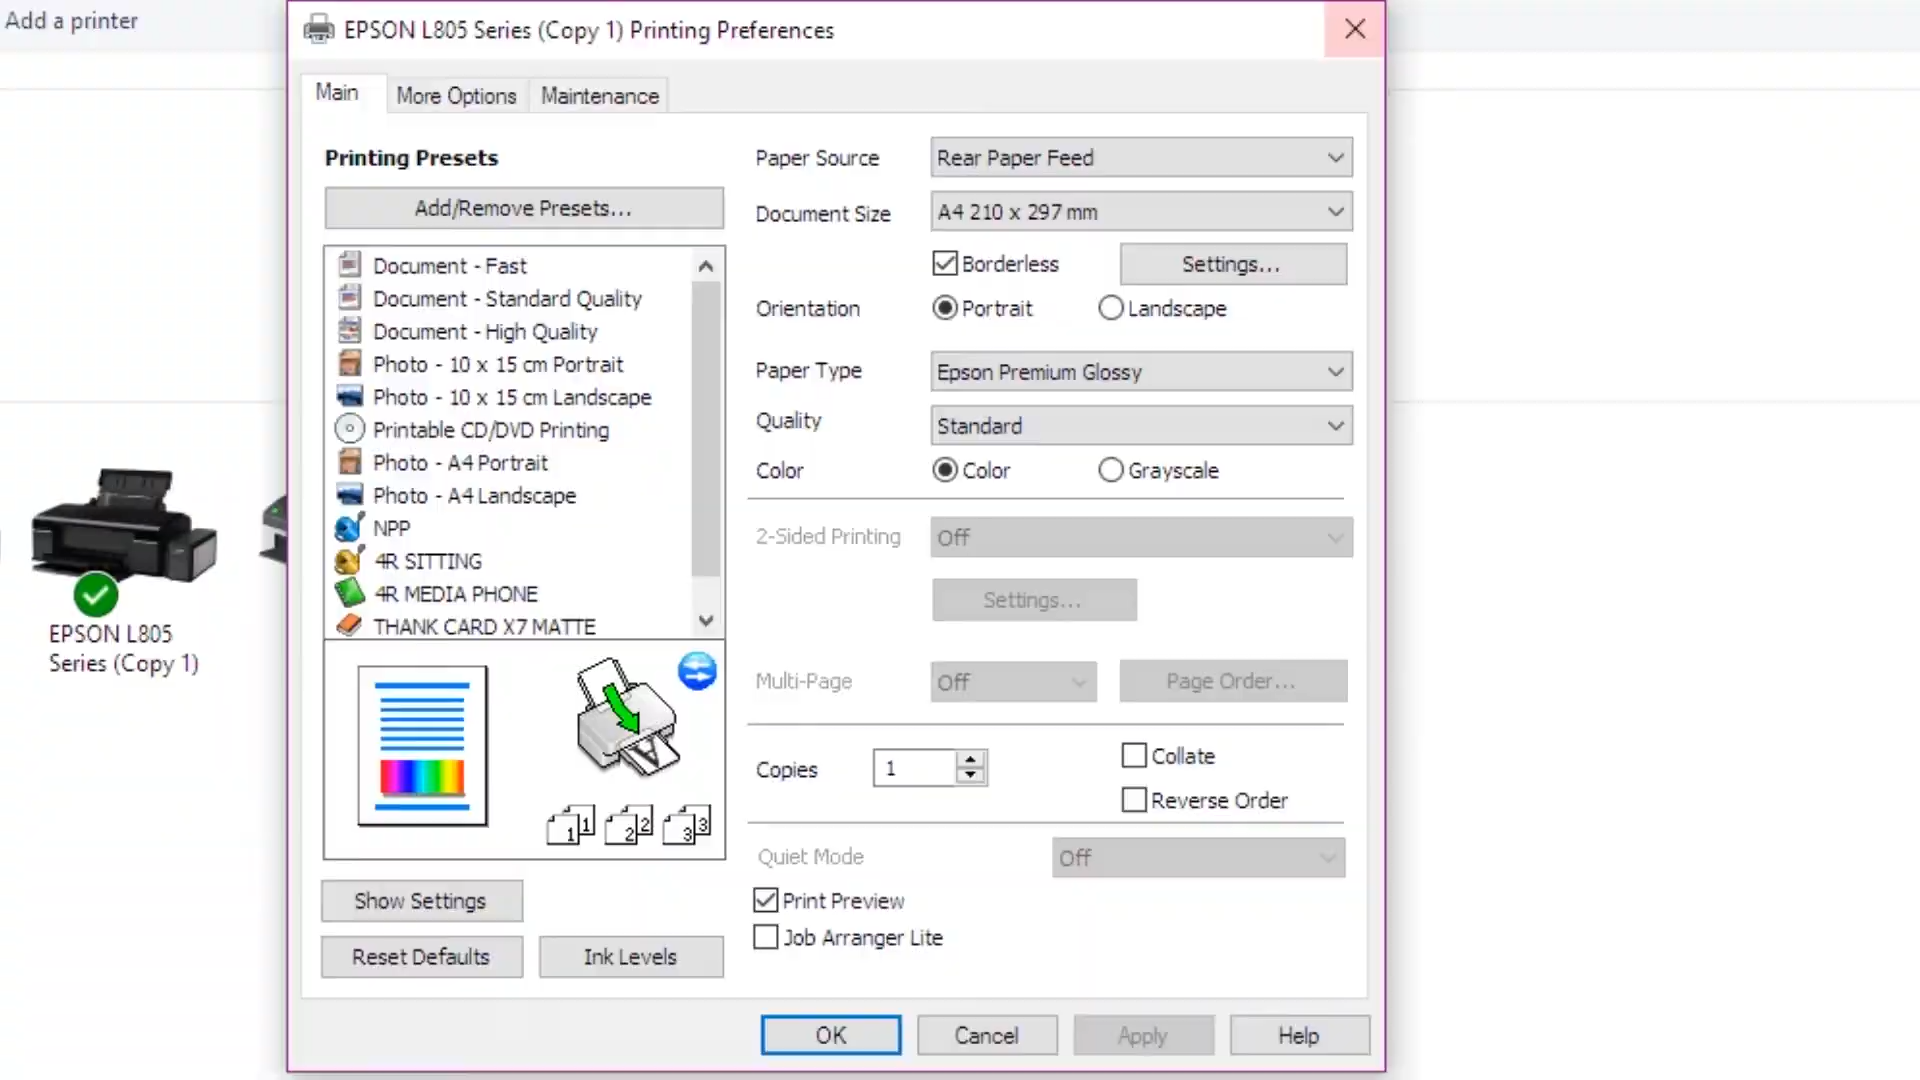 Add a printer
EPSON L805 Series (Copy 1) Printing Preferences
Main
More Options
Maintenance
Printing Presets
Add/Remove Presets...
Document - Fast
Document - Standard Quality
Document - High Quality
Photo - 10 x 15 cm Portrait
Photo - 10 x 15 cm Landscape
Printable CD/DVD Printing
Photo - A4 Portrait
Photo - A4 Landscape
NPP
4R SITTING
4R MEDIA PHONE
THANK CARD X7 MATTE
1 1 2 2 3 3
Show Settings
Reset Defaults
Ink Levels
Paper Source
Rear Paper Feed
Document Size
A4 210 x 297 mm
Borderless
Settings...
Orientation
Portrait
Landscape
Paper Type
Epson Premium Glossy
Quality
Standard
Color
Color
Grayscale
2-Sided Printing
Off
Settings...
Multi-Page
Off
Page Order...
Copies
1
Collate
Reverse Order
Quiet Mode
Off
Print Preview
Job Arranger Lite
OK
Cancel
Apply
Help
EPSON L805
Series (Copy 1)